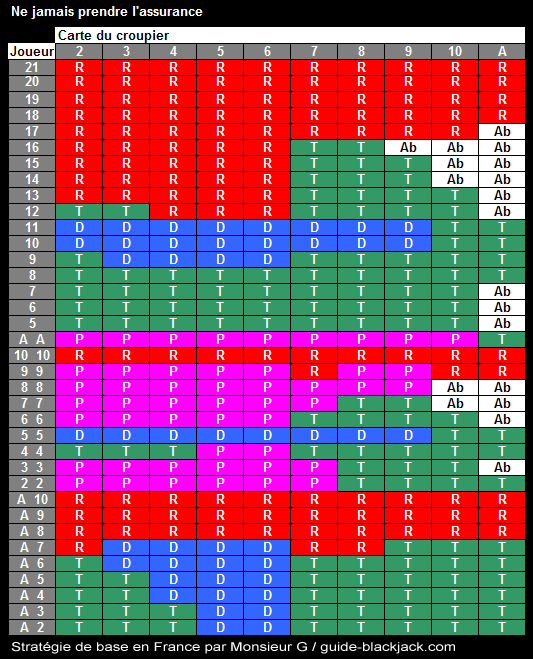 Ne jamais prendre l'assurance
Carte du croupier
Joueur 2 3 4 5 6 7 8 9 10 A
21 R R R R R R R R R R
20 R R R R R R R R R R
19 R R R R R R R R R R
18 R R R R R R R R R R
17 R R R R R R R R R Ab
16 R R R R R T T Ab Ab Ab
15 R R R R R T T T Ab Ab
14 R R R R R T T T Ab Ab
13 R R R R R T T T T Ab
12 T T R R R T T T T Ab
11 D D D D D D D D T T
10 D D D D D D D D T T
9 T D D D D T T T T T
8 T T T T T T T T T T
7 T T T T T T T T T Ab
6 T T T T T T T T T Ab
5 T T T T T T T T T Ab
A A P P P P P P P P P T
10 10 R R R R R R R R R R
9 9 P P P P P R P P R R
8 8 P P P P P P P P Ab Ab
7 7 P P P P P P T T Ab Ab
6 6 P P P P P T T T T Ab
5 5 D D D D D D D D T T
4 4 T T T P P T T T T T
3 3 P P P P P P T T T Ab
2 2 P P P P P P T T T T
A 10 R R R R R R R R R R
A 9 R R R R R R R R R R
A 8 R R R R R R R R R R
A 7 R D D D D R R T T T
A 6 T D D D D T T T T T
A 5 T T D D D T T T T T
A 4 T T D D D T T T T T
A 3 T T T D D T T T T T
A 2 T T T D D T T T T T
Stratégie de base en France par Monsieur G / guide-blackjack.com